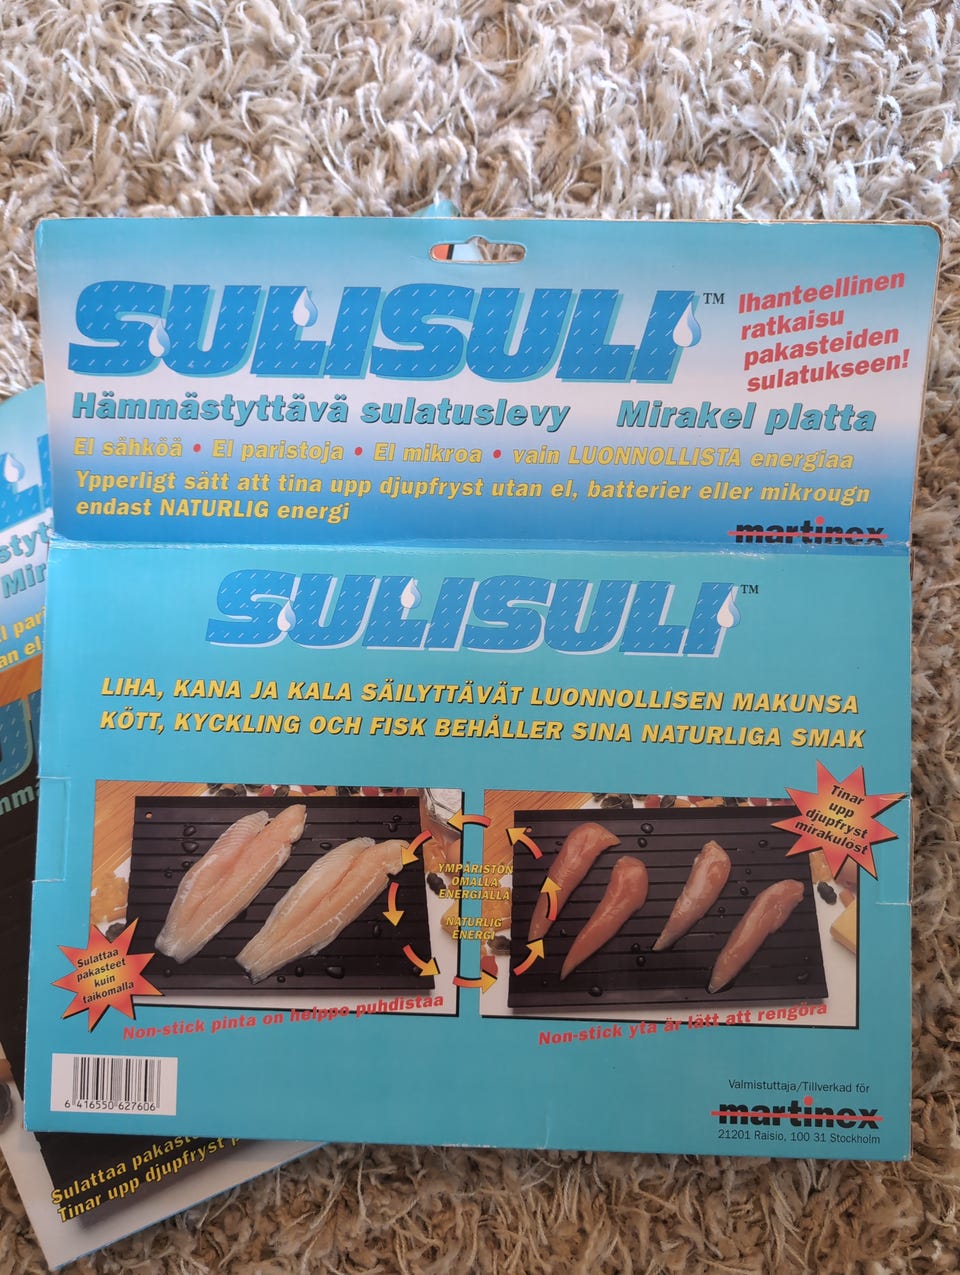 SULISULI™
Ihanteellinen
ratkaisu
pakasteiden
sulatukseen!
Hämmästyttävä sulatuslevy Mirakel platta
EI sähköä • EI paristoja • EI mikroa • vain LUONNOLLISTA energiaa
Ypperligt sätt att tina upp djupfryst utan el, batterier eller mikrougn
endast NATURLIG energi
martinex
SULISULI™
LIHA, KANA JA KALA SÄILYTTÄVÄT LUONNOLLISEN MAKUNSA
KÖTT, KYCKLING OCH FISK BEHÅLLER SINA NATURLIGA SMAK
Tinar
upp
djupfryst
mirakulöst
YMPÄRISTÖN
OMALLA
ENERGIALLA
NATURLIG
ENERGI
Sulattaa
pakasteet
kuin
taikomalla
Non-stick pinta on helppo puhdistaa
Non-stick yta är lätt att rengöra
6 416550 627606
Valmistuttaja/Tillverkad för
martinex
21201 Raisio, 100 31 Stockholm
Sulattaa pakast
Tinar upp djupfryst